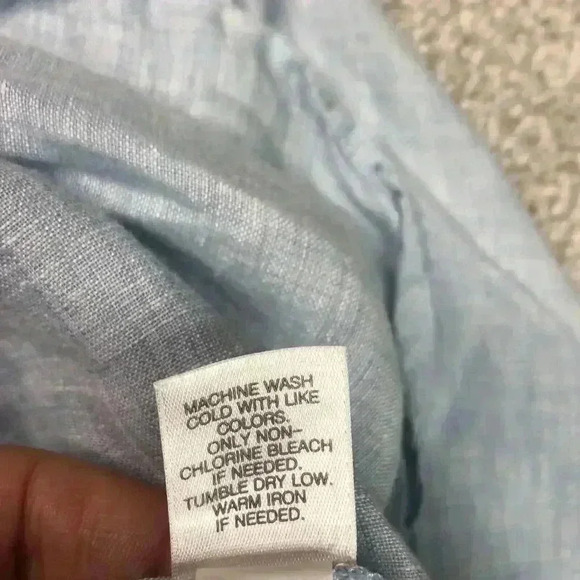 MACHINE WASH
COLD WITH LIKE
COLORS.
ONLY NON-
CHLORINE BLEACH
IF NEEDED.
TUMBLE DRY LOW.
WARM IRON
IF NEEDED.